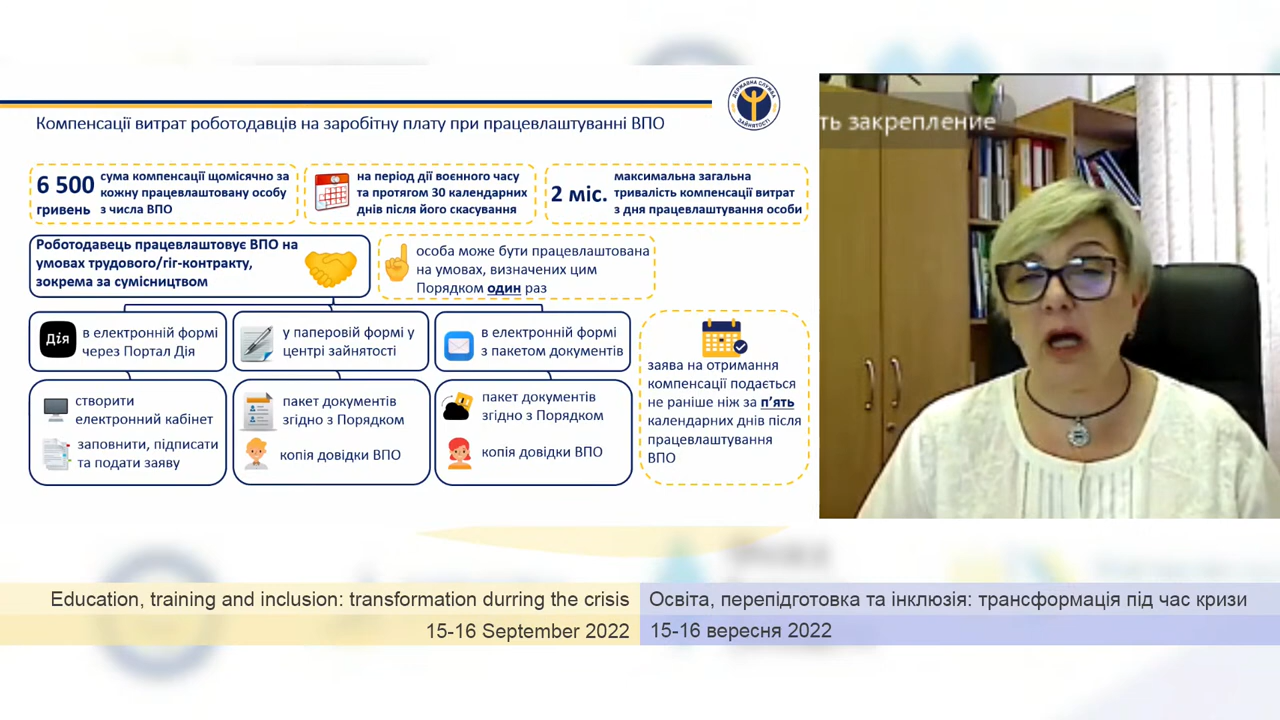 Компенсації витрат роботодавців на заробітну плату при працевлаштуванні ВПО
ДЕРЖАВНА СЛУЖБА
ЗАЙНЯТОСТІ
6 500
гривень
сума компенсації щомісячно за
кожну працевлаштовану особу
з числа ВПО
на період дії воєнного часу
та протягом 30 календарних
днів після його скасування
2 міс.
максимальна загальна
тривалість компенсації витрат
з дня працевлаштування особи
Роботодавець працевлаштовує ВПО на
умовах трудового/гіг-контракту,
зокрема за сумісництвом
особа може бути працевлаштована
на умовах, визначених цим
Порядком один раз
Дія
в електронній формі
через Портал Дія
у паперовій формі у
центрі зайнятості
в електронній формі
з пакетом документів
створити
електронний кабінет
заповнити, підписати
та подати заяву
пакет документів
згідно з Порядком
копія довідки ВПО
пакет документів
згідно з Порядком
копія довідки ВПО
заява на отримання
компенсації подається
не раніше ніж за п'ять
календарних днів після
працевлаштування
ВПО
ть закрепление
Education, training and inclusion: transformation durring the crisis
15-16 September 2022
Освіта, перепідготовка та інклюзія: трансформація під час кризи
15-16 вересня 2022